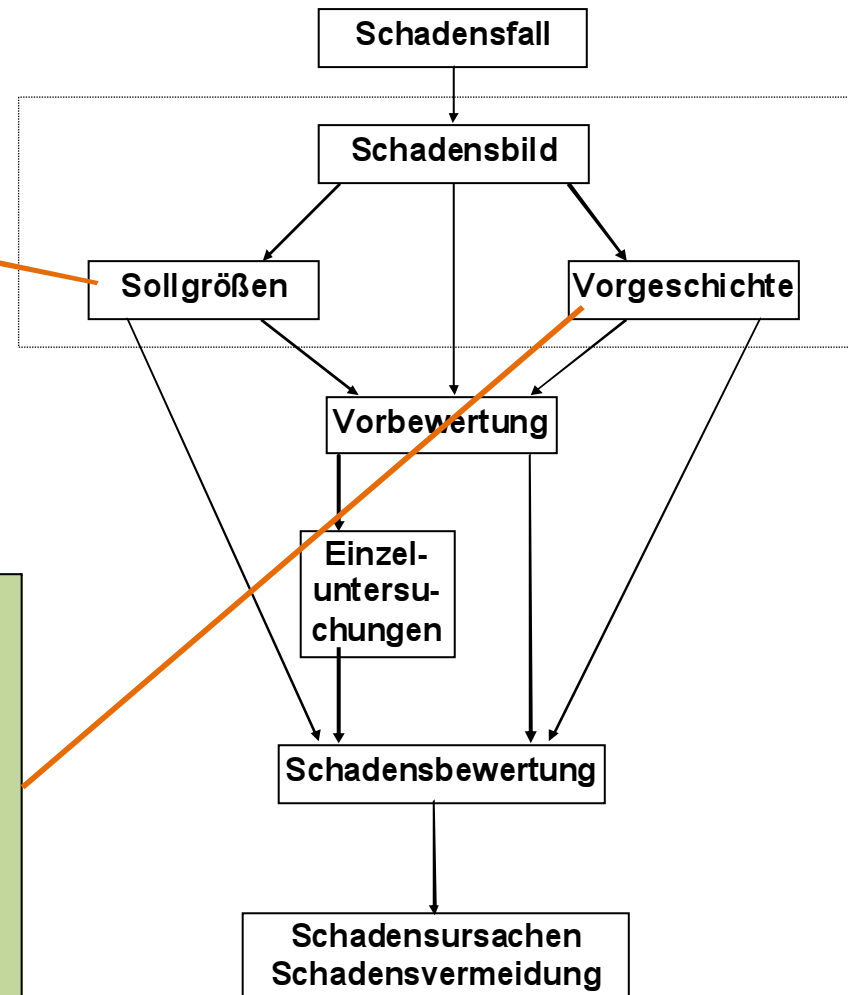 Schadensfall
Schadensbild
Sollgrößen
Vorgeschichte
Vorbewertung
Einzel-
untersu-
chungen
Schadensbewertung
Schadensursachen
Schadensvermeidung